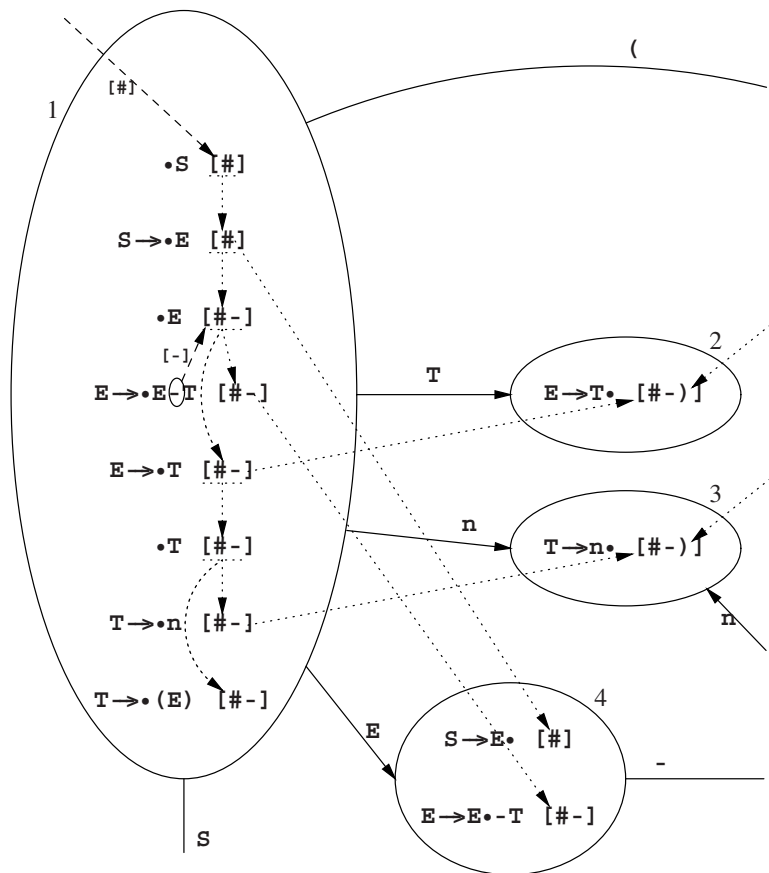 (
[#]
1
•S [#]
S→•E [#]
•E [#-]
[-]
E→•E-T [#-]
T
2
E→T• [#-)]
E→•T [#-]
n
3
•T [#-]
T→n• [#-)]
T→•n [#-]
n
T→•(E) [#-]
4
E
S→E• [#]
-
E→E•-T [#-]
S